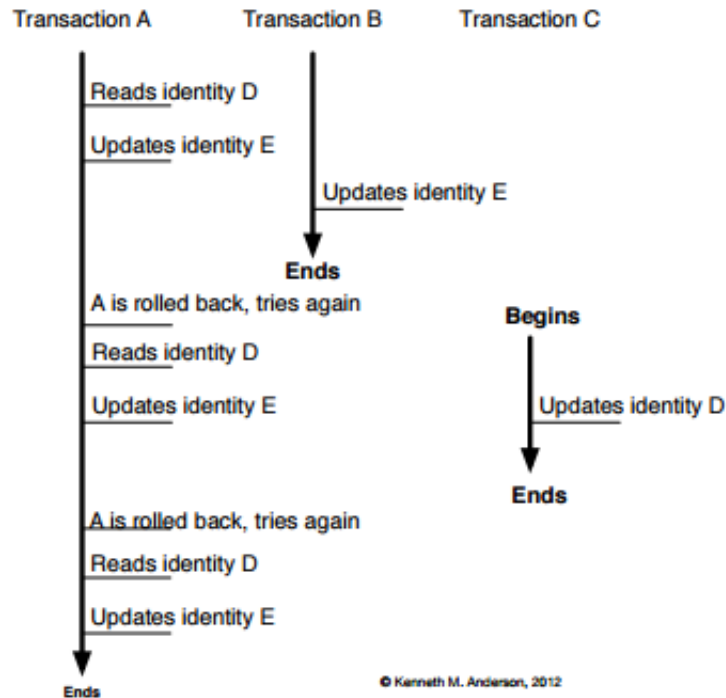 Transaction A
Transaction B
Transaction C
Reads identity D
Updates identity E
Updates identity E
Ends
A is rolled back, tries again
Begins
Reads identity D
Updates identity E
Updates identity D
Ends
A is rolled back, tries again
Reads identity D
Updates identity E
Ends
© Kenneth M. Anderson, 2012